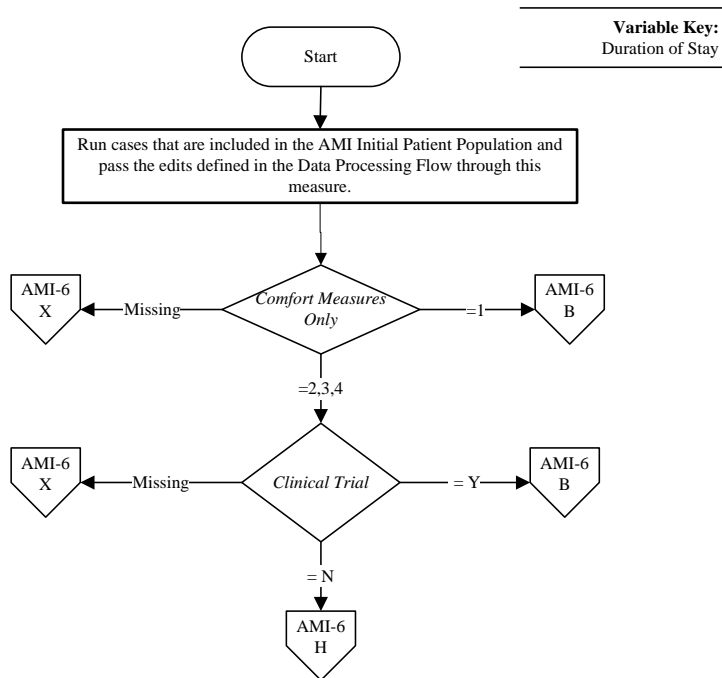 Variable Key:
Duration of Stay
Start
Run cases that are included in the AMI Initial Patient Population and
pass the edits defined in the Data Processing Flow through this
measure.
AMI-6
X
Missing
Comfort Measures
Only
=1
AMI-6
B
=2,3,4
AMI-6
X
Missing
Clinical Trial
= Y
AMI-6
B
= N
AMI-6
H